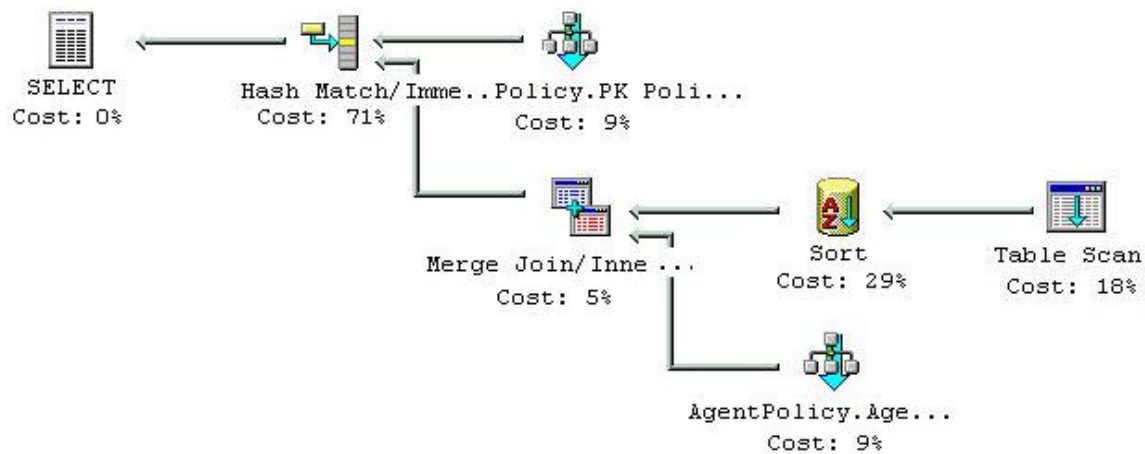 SELECT
Cost: 0%
Hash Match/Imme..
Cost: 71%
Policy.PK Poli...
Cost: 9%
Merge Join/Inne ...
Cost: 5%
Sort
Cost: 29%
Table Scan
Cost: 18%
AgentPolicy.Age...
Cost: 9%